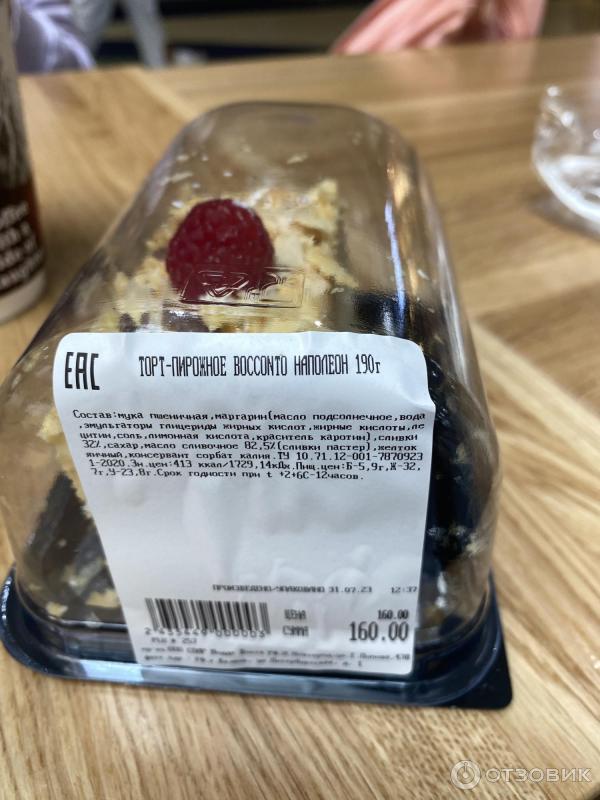 EAC
ТОРТ-ПИРОЖНОЕ BOCCONTO НАПОЛЕОН 190г
Состав:мука пшеничная,маргарин(масло подсолнечное,вода
,эмульгаторы глицериды жирных кислот,жирные кислоты,ле
цитин,соль,лимонная кислота,краситель каротин),сливки
32%,сахар,масло сливочное 82,5%(сливки пастер),желток
яичный,консервант сорбат калия.ТУ 10.71.12-001-7870923
1-2020.Эн.цен:413 ккал/1729,14кДж.Пищ.цен:Б-5,9г,Ж-32,
7г,У-23,8г.Срок годности при t +2+6С-12часов.
ПРОИЗВЕДЕНО-УПАКОВАНО 31.07.23 12:37
ЦЕНА 160.00
СУММА 160.00
2 455449 000003
ОТЗОВИК